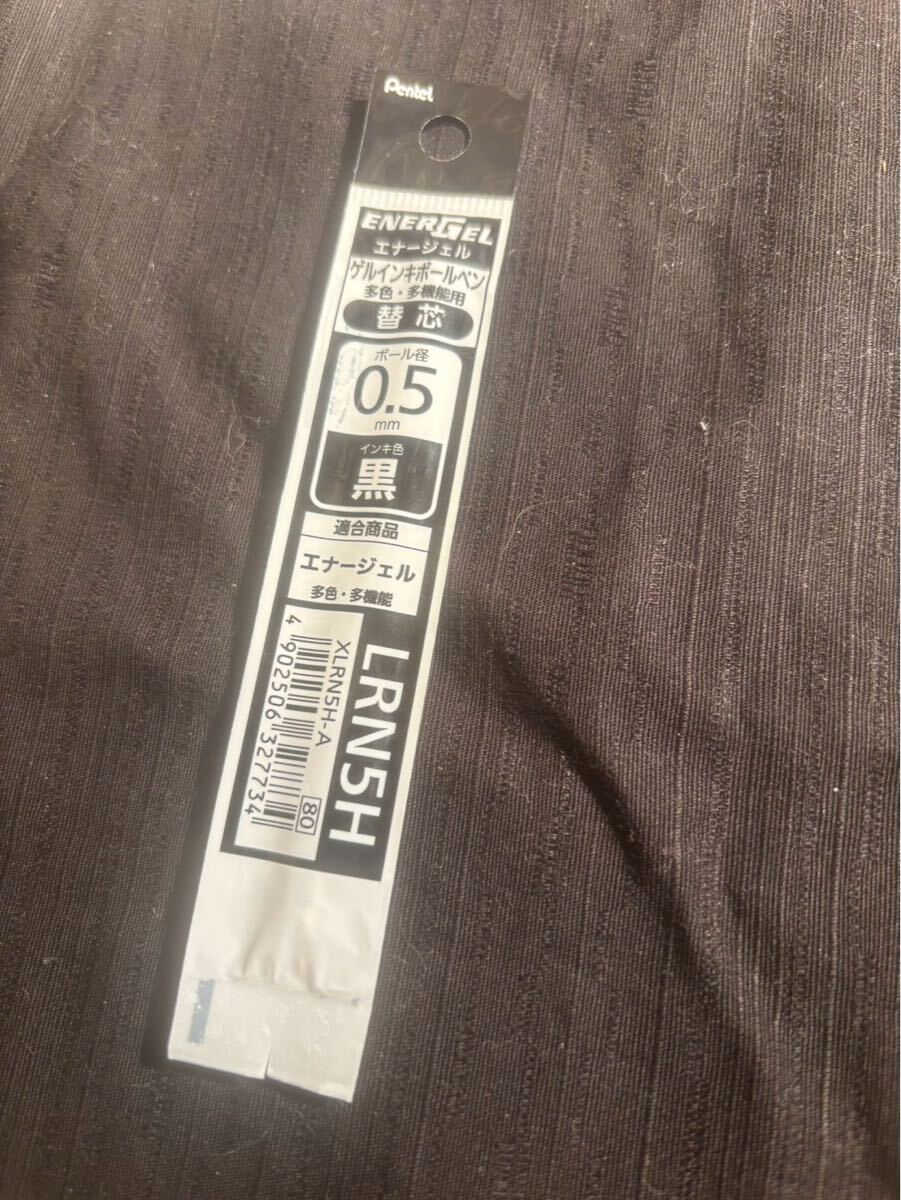 Pentel
ENERGEL
エナージェル
ゲルインキボールペン
多色・多機能用
替芯
ボール径
0.5
mm
インキ色
黒
適合商品
エナージェル
多色・多機能
LRN5H
XLRN5H-A
80
4 902506 327734